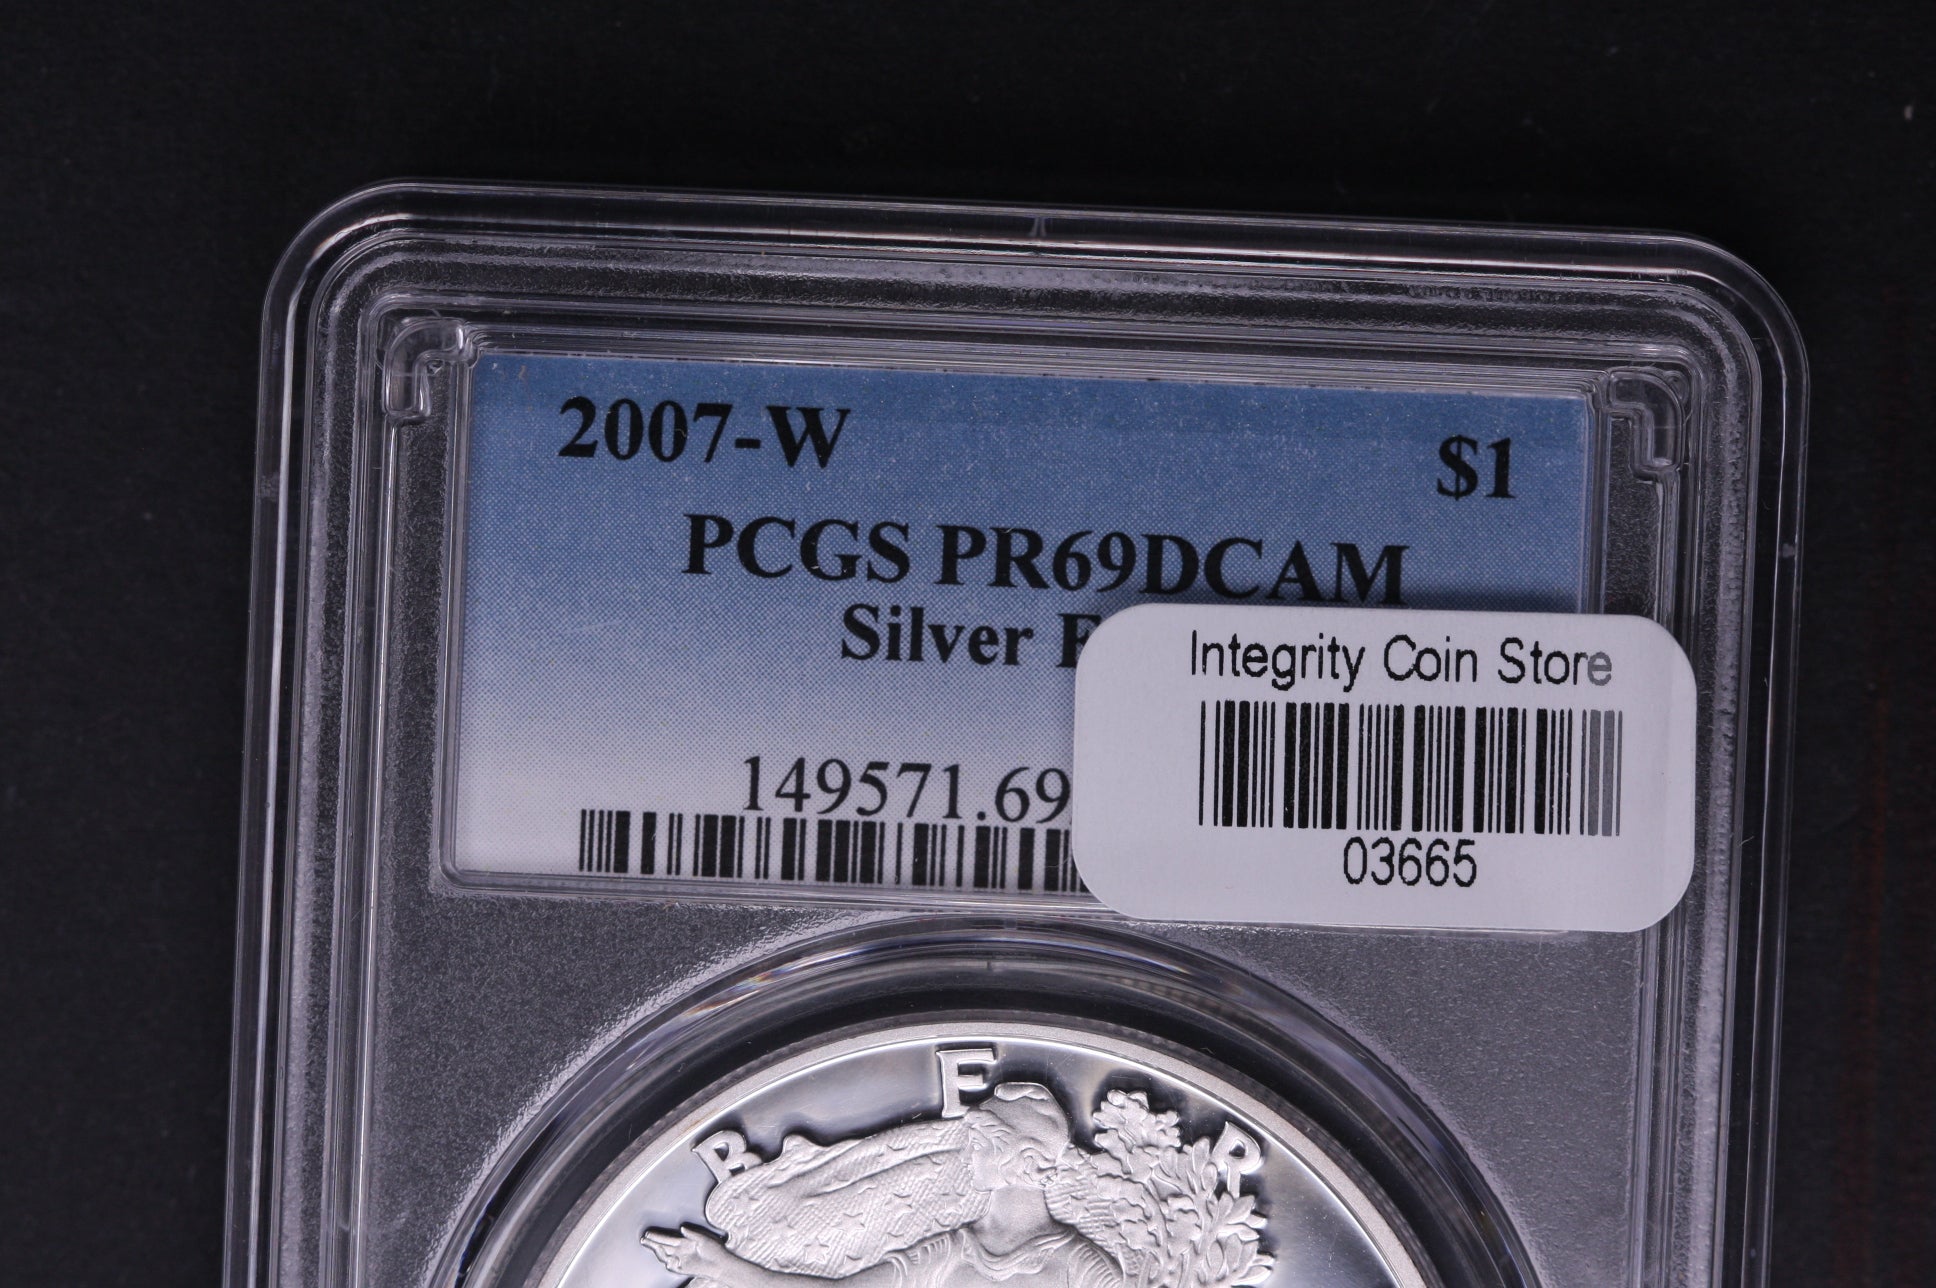 2007-W $1
PCGS PR69DCAM
Silver
149571.69
Integrity Coin Store
03665
B E R